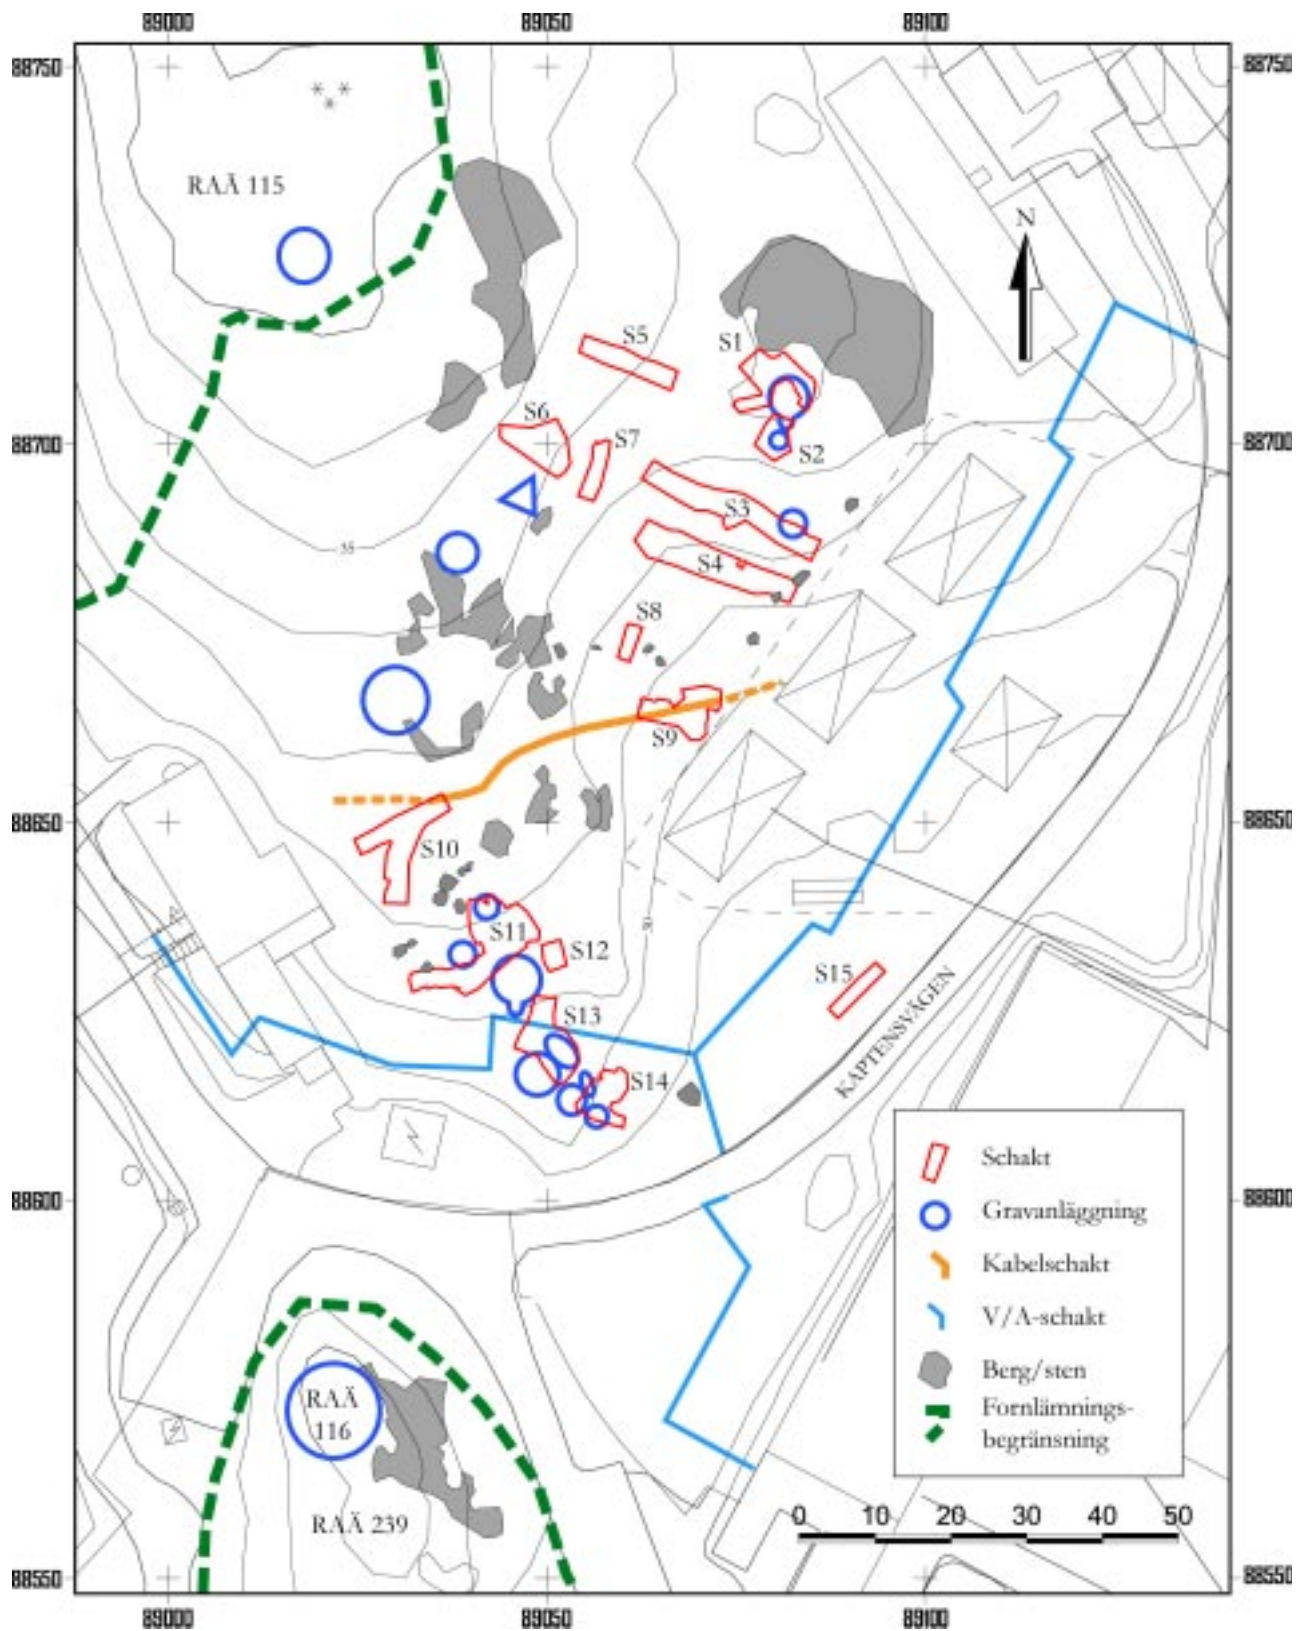 89000 89050 89100
88750 88750
RAÄ 115
N
S5
S1
S6
S7
88700 88700
S2
S3
35
S4
S8
S9
88650 88650
S10
S11
S12
S15
S13
KAPTENSVÄGEN
S14
Schakt
88600 88600
Gravanläggning
Kabelschakt
V/A-schakt
Berg/sten
RAÄ
116
Fornlämnings-
begränsning
RAÄ 239
0 10 20 30 40 50
88550 88550
89000 89050 89100